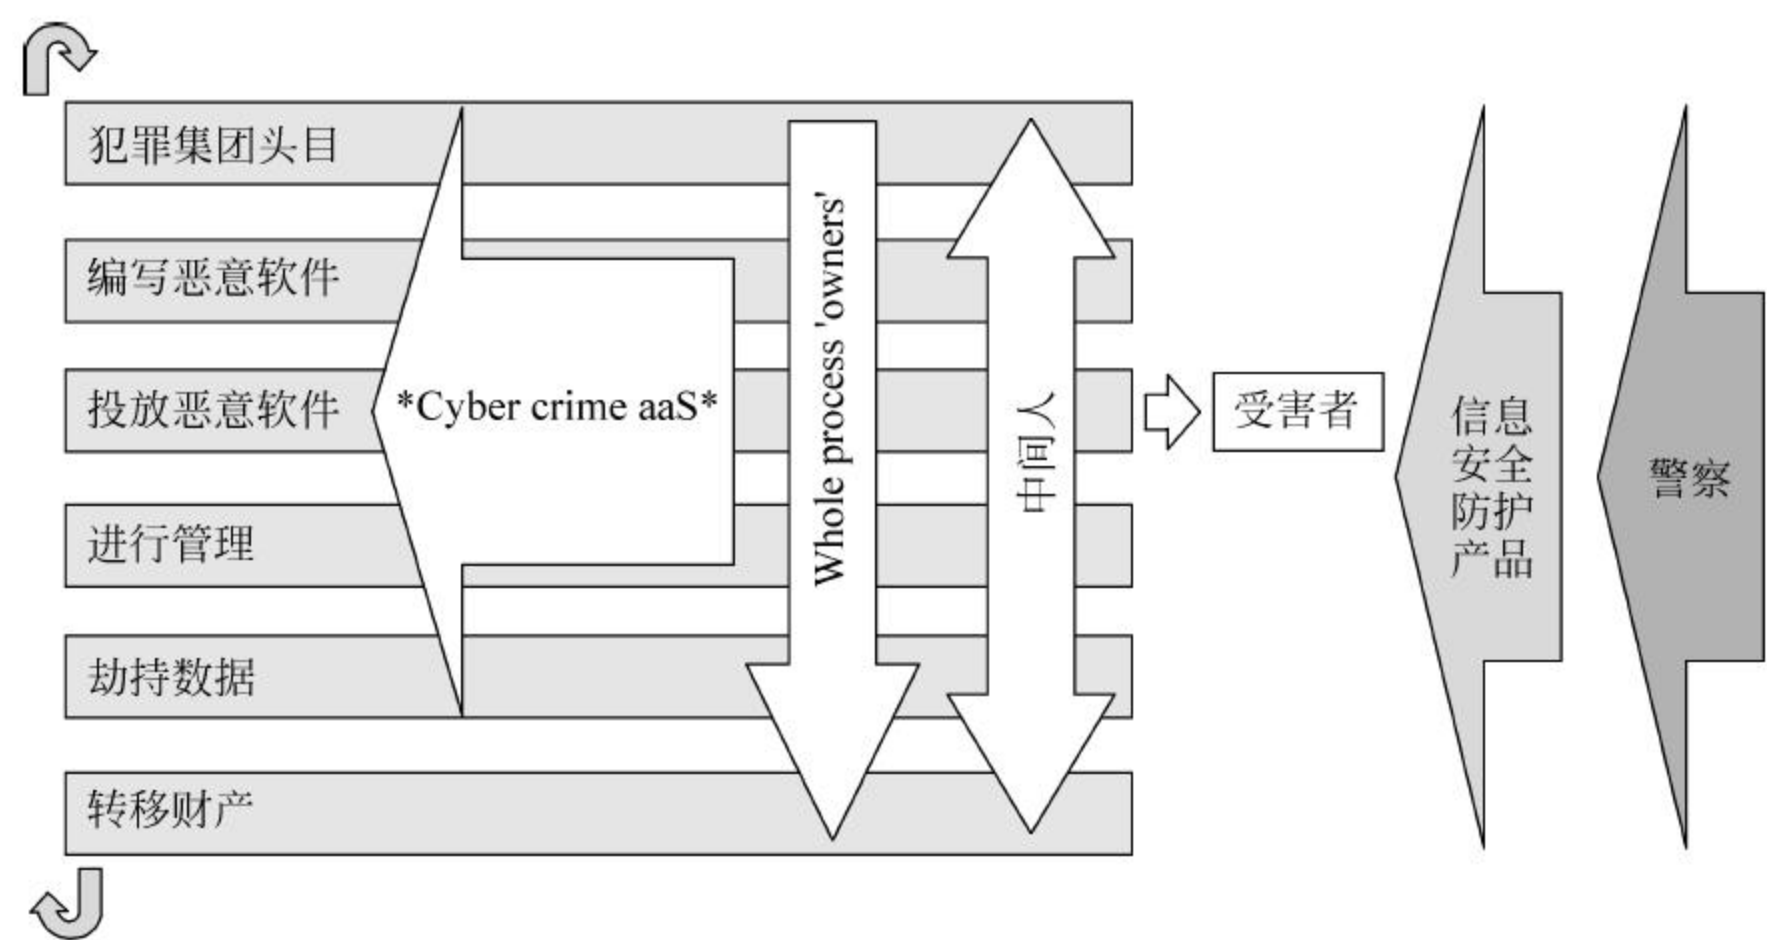 犯罪集团头目
编写恶意软件
投放恶意软件
进行管理
劫持数据
转移财产
*Cyber crime aaS*
Whole process 'owners'
中间人
受害者
信息
安全
防护
产品
警察